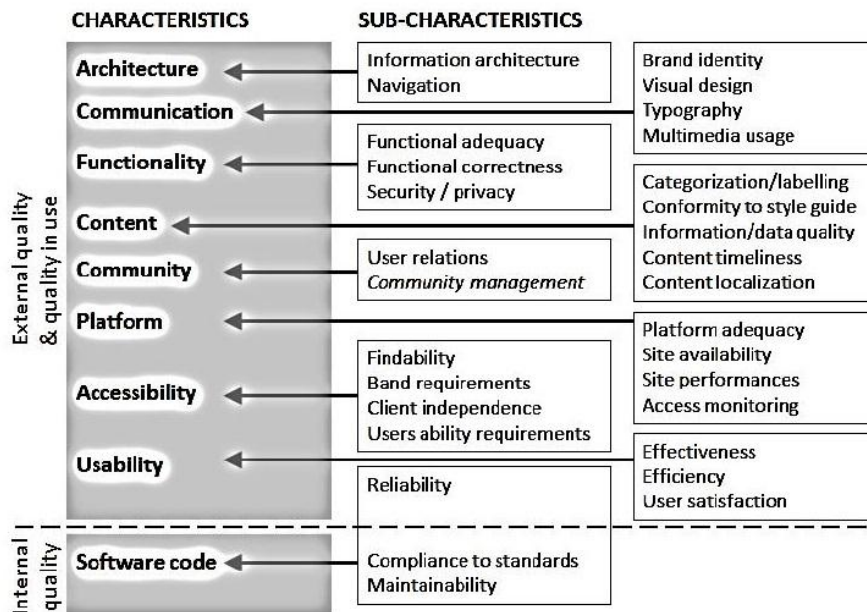 CHARACTERISTICS
SUB-CHARACTERISTICS
External quality
& quality in use
Architecture
Information architecture
Navigation
Communication
Brand identity
Visual design
Typography
Multimedia usage
Functionality
Functional adequacy
Functional correctness
Security / privacy
Content
Categorization/labelling
Conformity to style guide
Information/data quality
Content timeliness
Content localization
Community
User relations
Community management
Platform
Platform adequacy
Site availability
Site performances
Access monitoring
Accessibility
Findability
Band requirements
Client independence
Users ability requirements
Usability
Effectiveness
Efficiency
User satisfaction
Reliability
Internal
quality
Software code
Compliance to standards
Maintainability